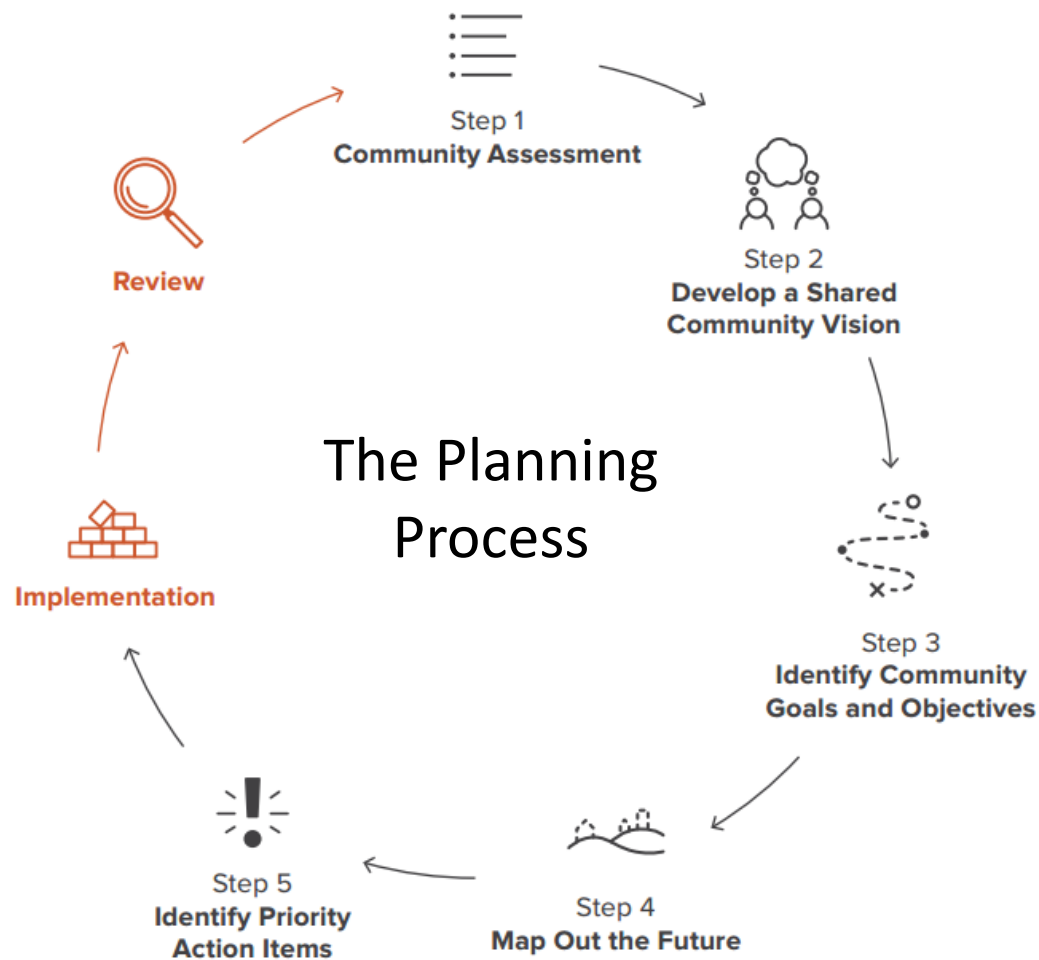 Step 1
Community Assessment
Step 2
Develop a Shared
Community Vision
Step 3
Identify Community
Goals and Objectives
Step 4
Map Out the Future
Step 5
Identify Priority
Action Items
Implementation
Review
The Planning
Process